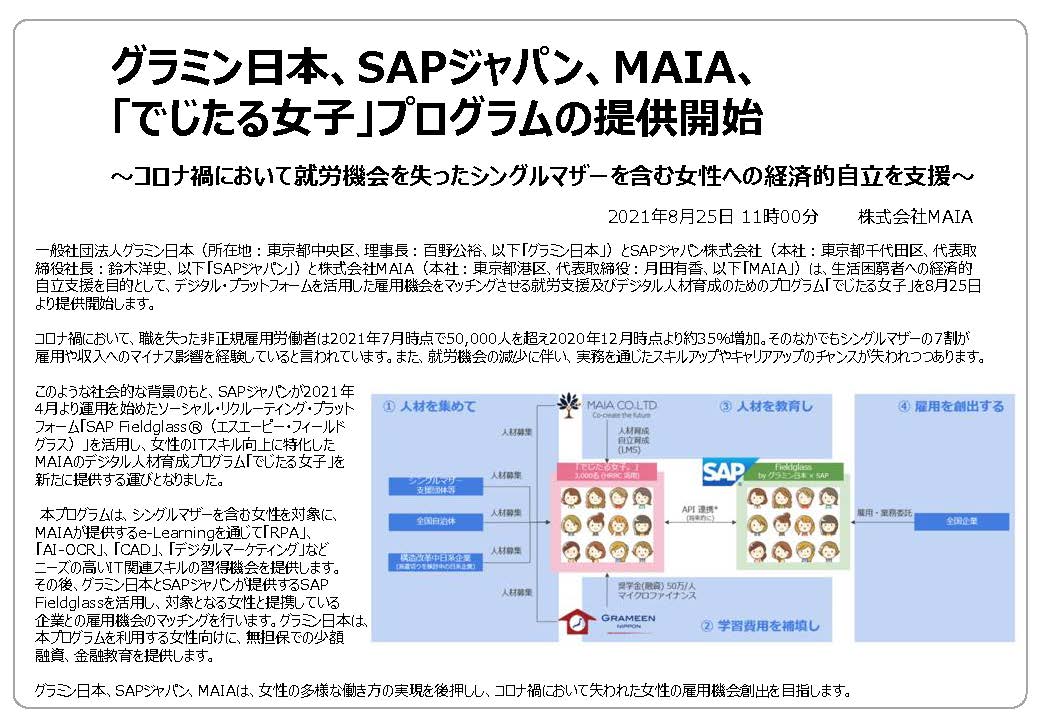 グラミン日本、SAPジャパン、MAIA、
「でじたる女子」プログラムの提供開始
～コロナ禍において就労機会を失ったシングルマザーを含む女性への経済的自立を支援～
2021年8月25日 11時00分 株式会社MAIA
一般社団法人グラミン日本（所在地：東京都中央区、理事長：百野公裕、以下「グラミン日本」）とSAPジャパン株式会社（本社：東京都千代田区、代表取
締役社長：鈴木洋史、以下「SAPジャパン」）と株式会社MAIA（本社：東京都港区、代表取締役：月田有香、以下「MAIA」）は、生活困窮者への経済的
自立支援を目的として、デジタル・プラットフォームを活用した雇用機会をマッチングさせる就労支援及びデジタル人材育成のためのプログラム「でじたる女子」を8月25日
より提供開始します。
コロナ禍において、職を失った非正規雇用労働者は2021年7月時点で50,000人を超え2020年12月時点より約35%増加。そのなかでもシングルマザーの7割が
雇用や収入へのマイナス影響を経験していると言われています。また、就労機会の減少に伴い、実務を通じたスキルアップやキャリアアップのチャンスが失われつつあります。
このような社会的な背景のもと、SAPジャパンが2021年
4月より運用を始めたソーシャル・リクルーティング・プラット
フォーム「SAP Fieldglass®（エスエーピー・フィールド
グラス）」を活用し、女性のITスキル向上に特化した
MAIAのデジタル人材育成プログラム「でじたる女子」を
新たに提供する運びとなりました。
本プログラムは、シングルマザーを含む女性を対象に、
MAIAが提供するe-Learningを通じて「RPA」、
「AI-OCR」、「CAD」、「デジタルマーケティング」など
ニーズの高いIT関連スキルの習得機会を提供します。
その後、グラミン日本とSAPジャパンが提供するSAP
Fieldglassを活用し、対象となる女性と提携している
企業との雇用機会のマッチングを行います。グラミン日本は、
本プログラムを利用する女性向けに、無担保での少額
融資、金融教育を提供します。
① 人材を集めて
MAIA CO.LTD
Co-create the future
③ 人材を教育し
④ 雇用を創出する
人材募集
人材育成
自立育成
(LMS)
人材募集
シングルマザー
支援団体等
「でじたる女子。」
3,000名 (HRBC 活用)
SAP
Fieldglass
by グラミン日本 × SAP
人材募集
全国自治体
API 連携*
(将来的に)
雇用・業務委託
全国企業
人材募集
構造改革中日系企業
(派遣切りを検討中の日系企業)
人材募集
奨学金(融資) 50万/人
マイクロファイナンス
GRAMEEN
NIPPON
② 学習費用を補填し
グラミン日本、SAPジャパン、MAIAは、女性の多様な働き方の実現を後押しし、コロナ禍において失われた女性の雇用機会創出を目指します。